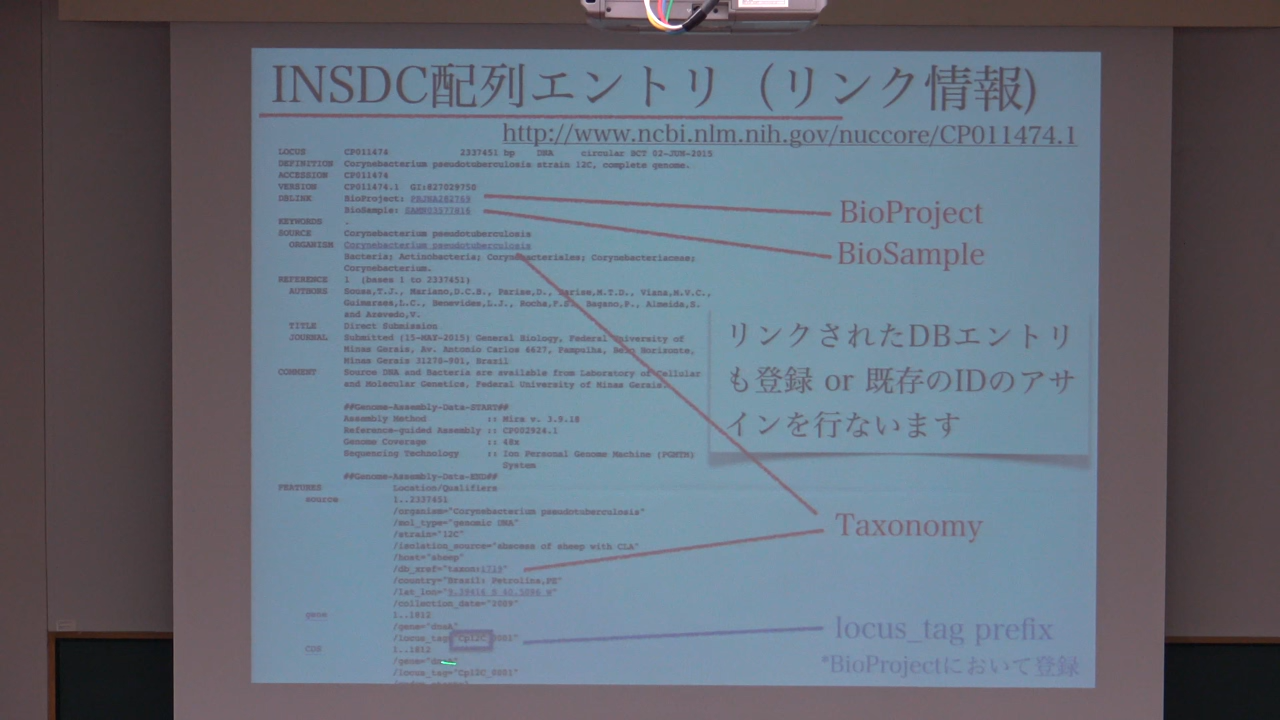 INSDC配列エントリ（リンク情報)
http://www.ncbi.nlm.nih.gov/nuccore/CP011474.1
LOCUS CP011474 2337451 bp DNA circular BCT 02-JUN-2015
DEFINITION Corynebacterium pseudotuberculosis strain 12C, complete genome.
ACCESSION CP011474
VERSION CP011474.1 GI:827029750
DBLINK BioProject: PRJNA282769
BioSample: SAMN03577016
KEYWORDS .
SOURCE Corynebacterium pseudotuberculosis
ORGANISM Corynebacterium pseudotuberculosis
Bacteria; Actinobacteria; Corynebacteriales; Corynebacteriaceae;
Corynebacterium.
REFERENCE 1 (bases 1 to 2337451)
AUTHORS Sousa,T.J., Mariano,D.C.B., Parise,D., Parise,M.T.D., Viana,M.V.C.,
Guimaraes,L.C., Benevides,L.J., Rocha,F.S., Bagano,P., Almeida,S.
and Azevedo,V.
TITLE Direct Submission
JOURNAL Submitted (15-MAY-2015) General Biology, Federal University of
Minas Gerais, Av. Antonio Carlos 6627, Pampulha, Belo Horizonte,
Minas Gerais 31270-901, Brazil
COMMENT Source DNA and Bacteria are available from Laboratory of Cellular
and Molecular Genetics, Federal University of Minas Gerais.
##Genome-Assembly-Data-START##
Assembly Method :: Mira v. 3.9.18
Reference-guided Assembly :: CP002924.1
Genome Coverage :: 48x
Sequencing Technology :: Ion Personal Genome Machine (PGMTM)
System
##Genome-Assembly-Data-END##
FEATURES Location/Qualifiers
source 1..2337451
/organism="Corynebacterium pseudotuberculosis"
/mol_type="genomic DNA"
/strain="12C"
/isolation_source="abscess of sheep with CLA"
/host="sheep"
/db_xref="taxon:1719"
/country="Brazil: Petrolina,PE"
/collection_date="2009"
gene 1..1812
/gene="dnaA"
/locus_tag="Cp12C_0001"
CDS 1..1812
/gene="dnaA"
/locus_tag="Cp12C_0001"
BioProject
BioSample
リンクされたDBエントリ
も登録 or 既存のIDのアサ
インを行ないます
Taxonomy
locus_tag prefix
*BioProjectにおいて登録